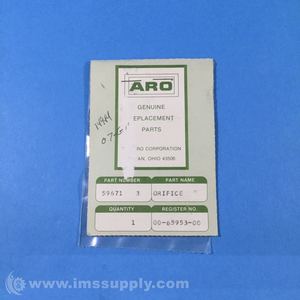 ARO
GENUINE
REPLACEMENT
PARTS
RO CORPORATION
AN, OHIO 43506
PART NUMBER PART NAME
59671 3 ORIFICE
QUANTITY REGISTER NO.
1 00-65953-00
© www.imssupply.com